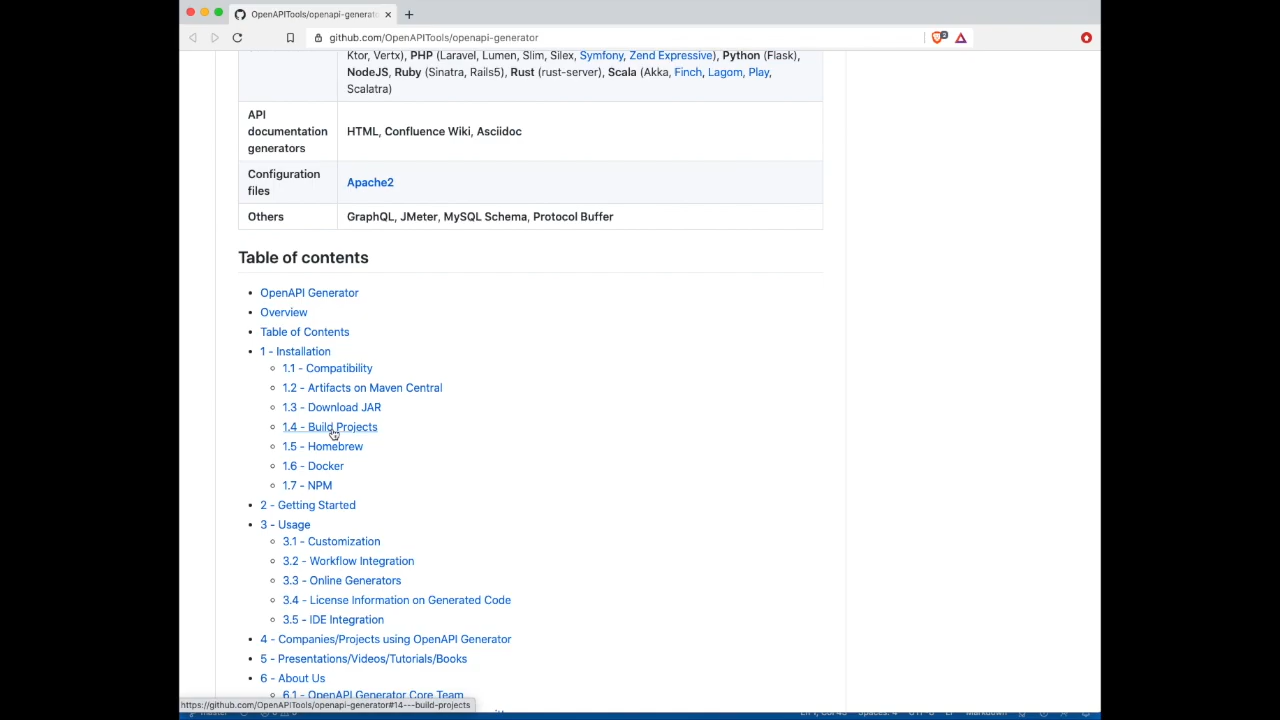 OpenAPITools/openapi-generato
github.com/OpenAPITools/openapi-generator
Ktor, Vertx), PHP (Laravel, Lumen, Slim, Silex, Symfony, Zend Expressive), Python (Flask),
NodeJS, Ruby (Sinatra, Rails5), Rust (rust-server), Scala (Akka, Finch, Lagom, Play,
Scalatra)
API
documentation
generators
HTML, Confluence Wiki, Asciidoc
Configuration
files
Apache2
Others
GraphQL, JMeter, MySQL Schema, Protocol Buffer
Table of contents
OpenAPI Generator
Overview
Table of Contents
1 - Installation
1.1 - Compatibility
1.2 - Artifacts on Maven Central
1.3 - Download JAR
1.4 - Build Projects
1.5 - Homebrew
1.6 - Docker
1.7 - NPM
2 - Getting Started
3 - Usage
3.1 - Customization
3.2 - Workflow Integration
3.3 - Online Generators
3.4 - License Information on Generated Code
3.5 - IDE Integration
4 - Companies/Projects using OpenAPI Generator
5 - Presentations/Videos/Tutorials/Books
6 - About Us
6.1 - OpenAPI Generator Core Team
https://github.com/OpenAPITools/openapi-generator#14---build-projects